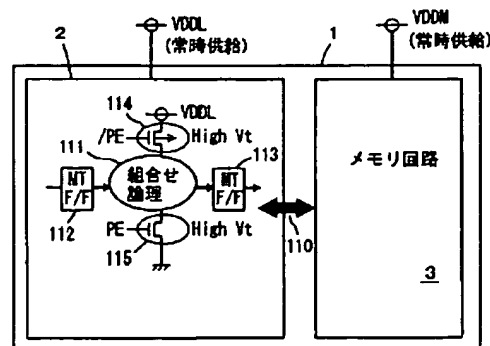 VDDL
(常時供給)
VDDM
(常時供給)
2
1
114
VDDL
/PE
High Vt
111
113
組合せ
論理
MT
F/F
MT
F/F
112
PE
High Vt
115
110
メモリ回路
3